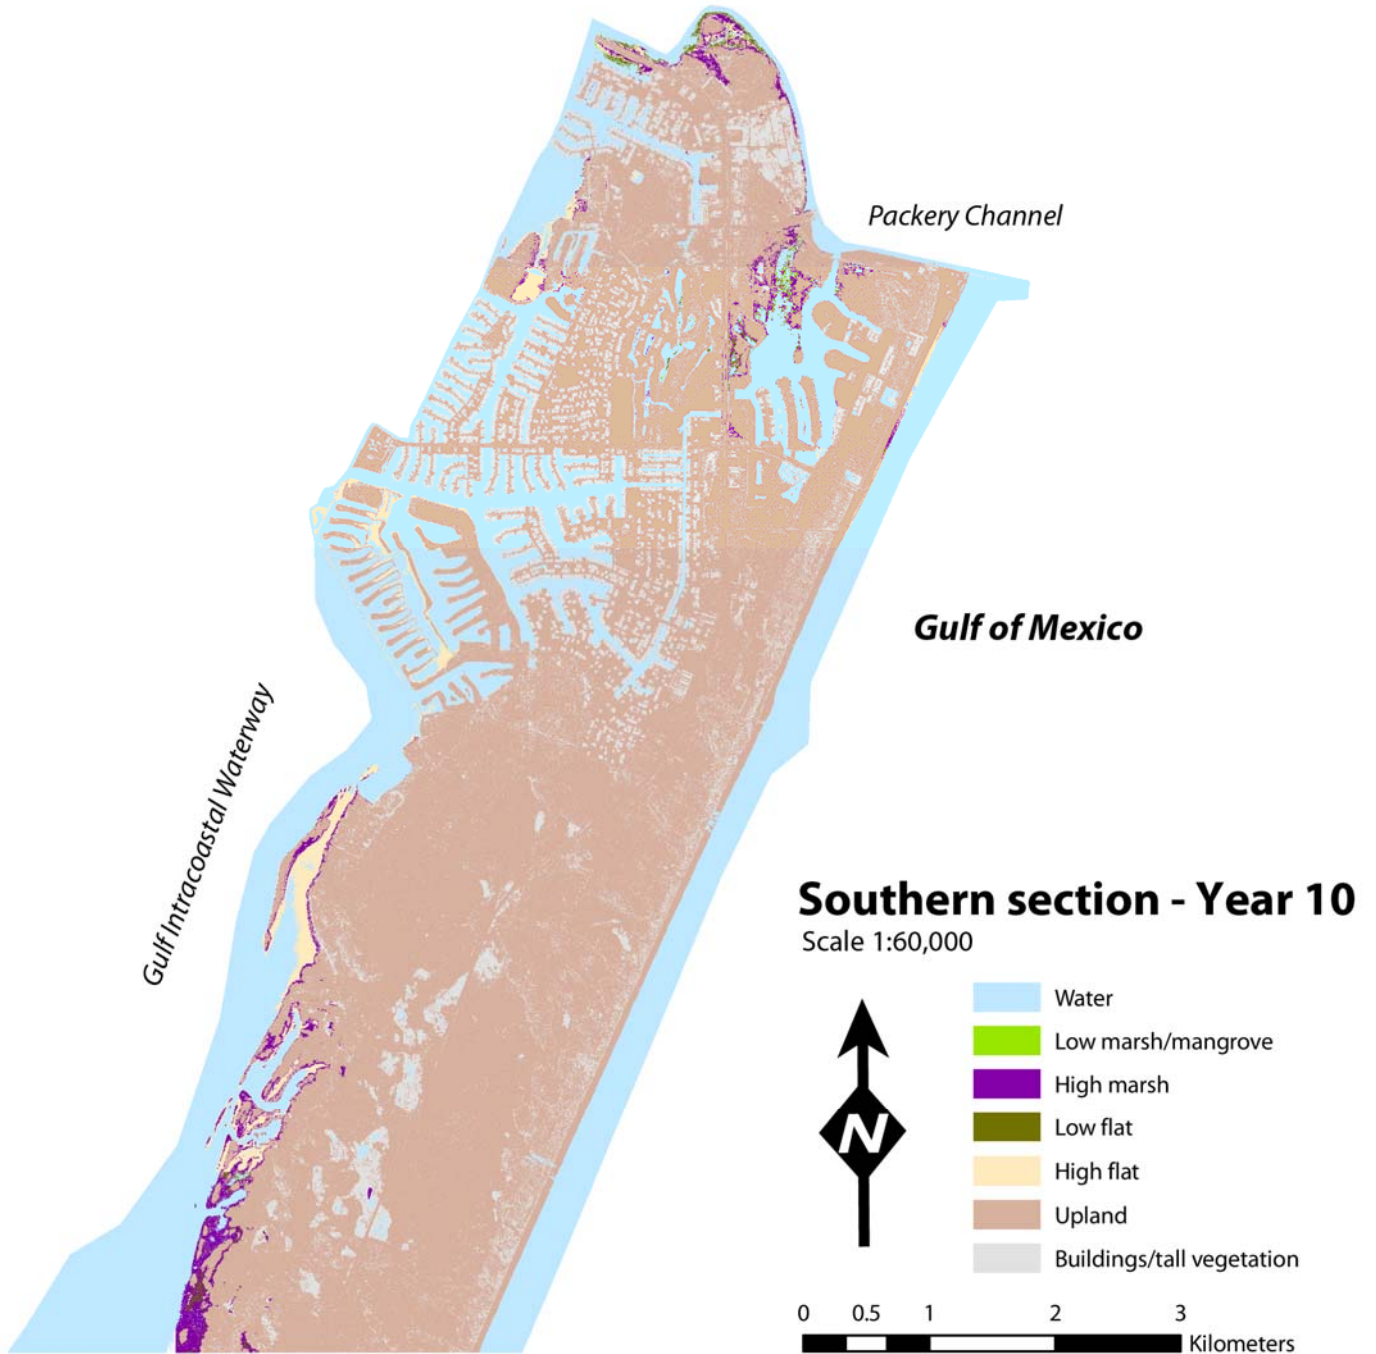 Packery Channel
Gulf of Mexico
Gulf Intracoastal Waterway
Southern section - Year 10
Scale 1:60,000
Water
Low marsh/mangrove
High marsh
Low flat
High flat
Upland
Buildings/tall vegetation
N
0 0.5 1 2 3
Kilometers